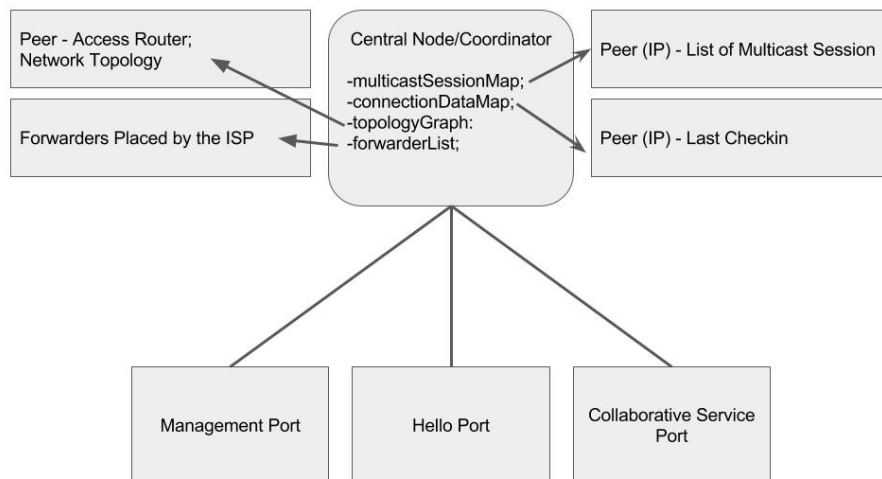 Peer - Access Router;
Network Topology
Forwarders Placed by the ISP
Central Node/Coordinator
-multicastSessionMap;
-connectionDataMap;
-topologyGraph:
-forwarderList;
Peer (IP) - List of Multicast Session
Peer (IP) - Last Checkin
Management Port
Hello Port
Collaborative Service
Port